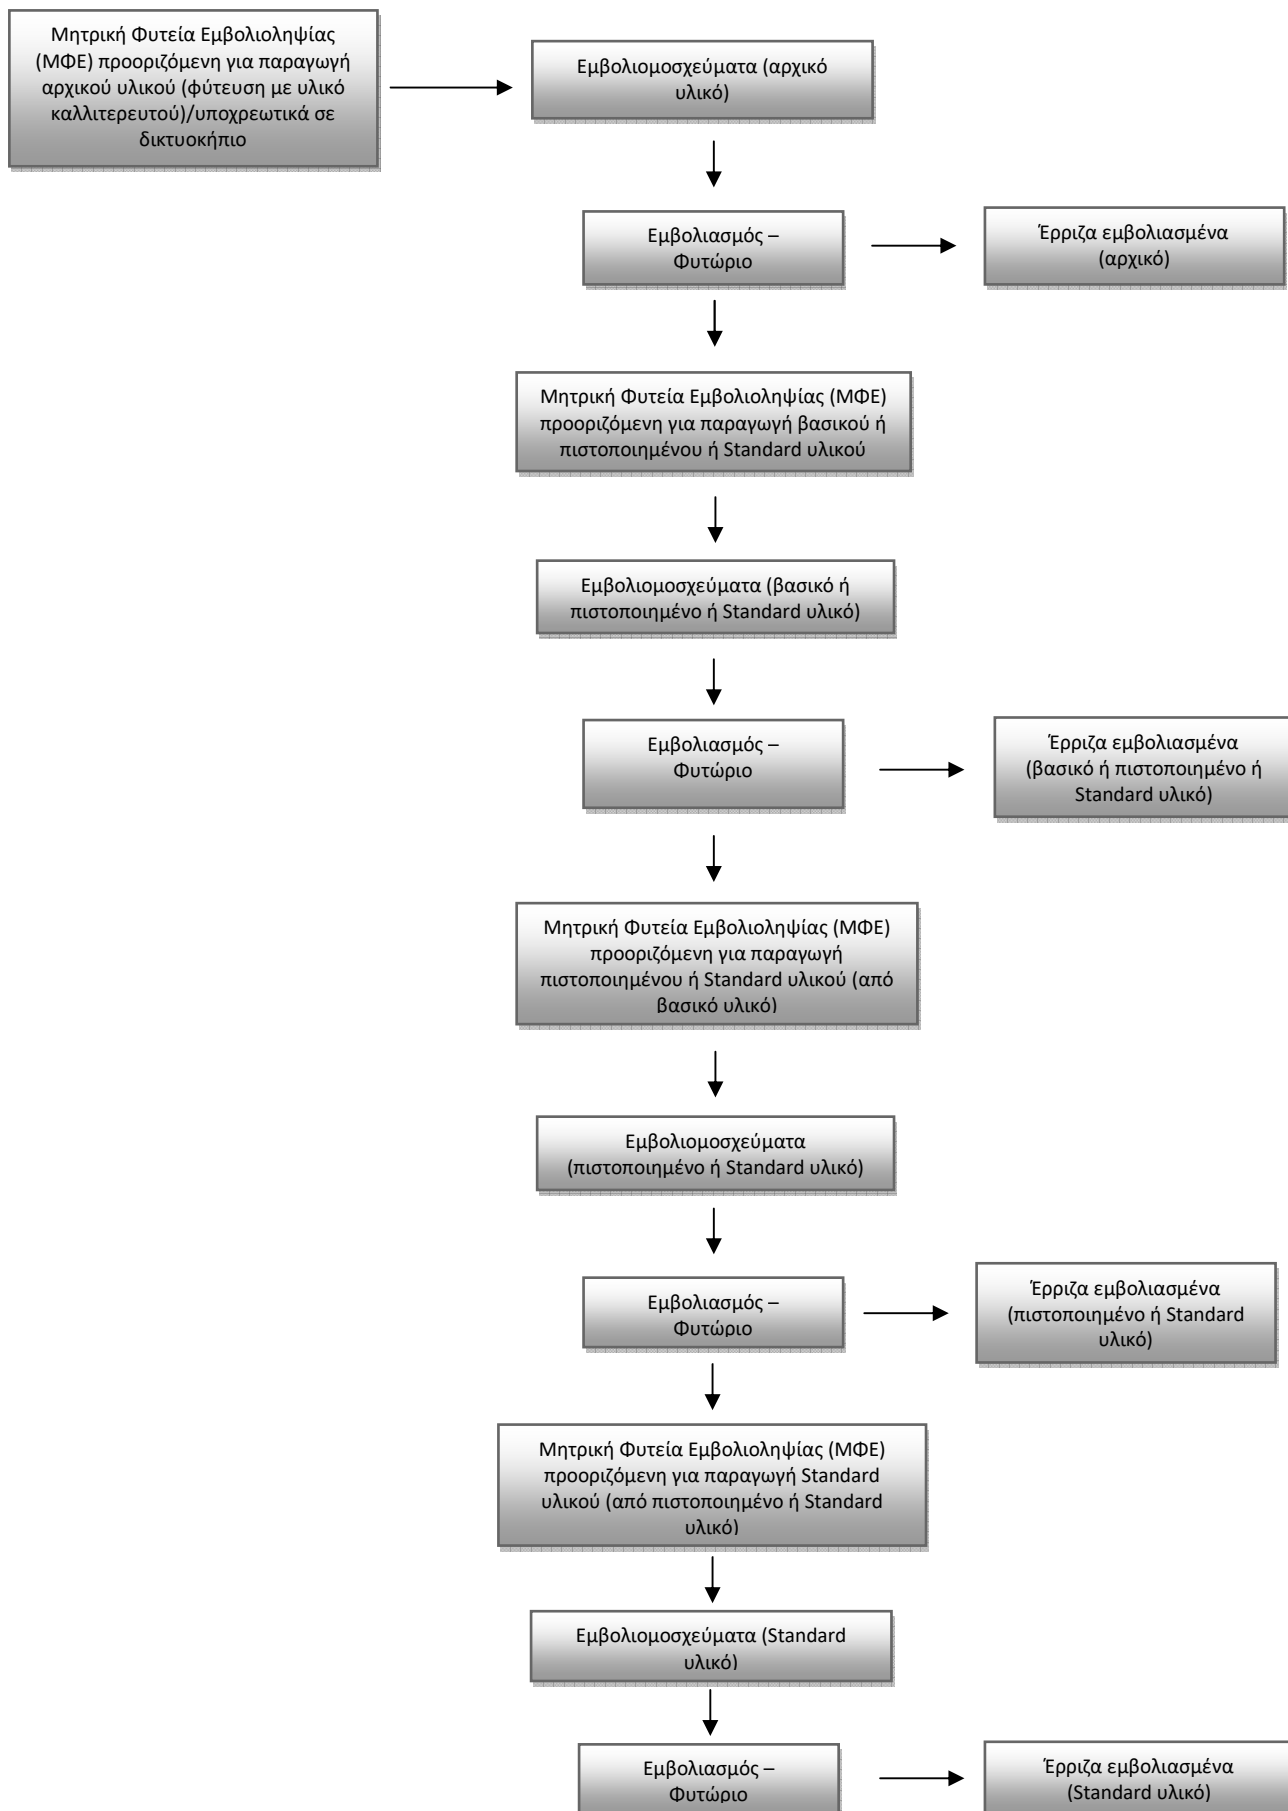 Μητρική Φυτεία Εμβολιοληψίας
(ΜΦΕ) προοριζόμενη για παραγωγή
αρχικού υλικού (φύτευση με υλικό
καλλιτερευτού)/υποχρεωτικά σε
δικτυοκήπιο
Εμβολιομοσχεύματα (αρχικό
υλικό)
Εμβολιασμός –
Φυτώριο
Έρριζα εμβολιασμένα
(αρχικό)
Μητρική Φυτεία Εμβολιοληψίας (ΜΦΕ)
προοριζόμενη για παραγωγή βασικού ή
πιστοποιημένου ή Standard υλικού
Εμβολιομοσχεύματα (βασικό ή
πιστοποιημένο ή Standard υλικό)
Εμβολιασμός –
Φυτώριο
Έρριζα εμβολιασμένα
(βασικό ή πιστοποιημένο ή
Standard υλικό)
Μητρική Φυτεία Εμβολιοληψίας (ΜΦΕ)
προοριζόμενη για παραγωγή
πιστοποιημένου ή Standard υλικού (από
βασικό υλικό)
Εμβολιομοσχεύματα
(πιστοποιημένο ή Standard υλικό)
Εμβολιασμός –
Φυτώριο
Έρριζα εμβολιασμένα
(πιστοποιημένο ή Standard
υλικό)
Μητρική Φυτεία Εμβολιοληψίας (ΜΦΕ)
προοριζόμενη για παραγωγή Standard
υλικού (από πιστοποιημένο ή Standard
υλικό)
Εμβολιομοσχεύματα (Standard
υλικό)
Εμβολιασμός –
Φυτώριο
Έρριζα εμβολιασμένα
(Standard υλικό)